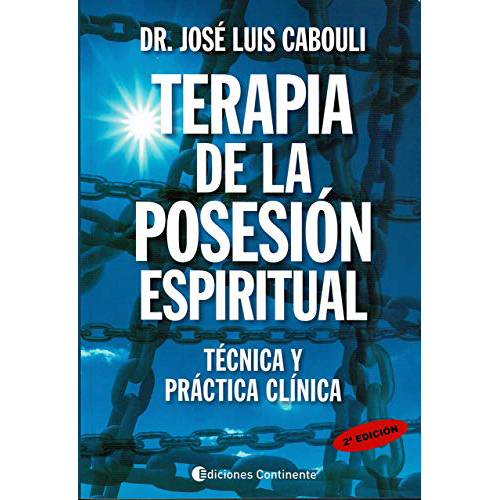 DR. JOSÉ LUIS CABOULI
TERAPIA
DE LA
POSESIÓN
ESPIRITUAL
TÉCNICA Y
PRÁCTICA CLÍNICA
2ª EDICIÓN
Ediciones Continente